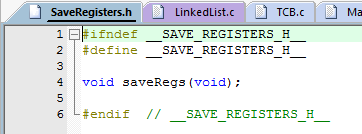 SaveRegisters.h LinkedList.c TCB.c Ma
1 #ifndef __SAVE_REGISTERS_H__
2 #define __SAVE_REGISTERS_H__
3
4 void saveRegs(void);
5
6 #endif // __SAVE_REGISTERS_H__